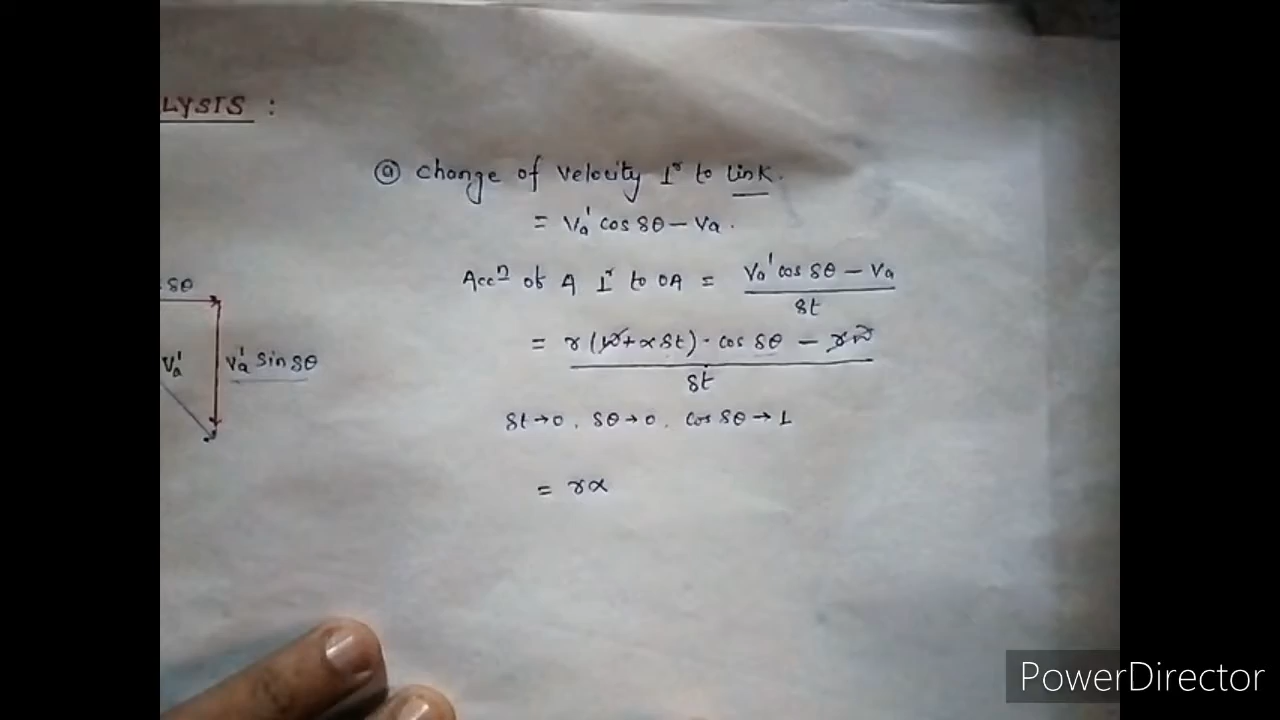 LYSIS :
ⓐ Change of velocity ⊥ʳ to Link.
= Va' cos δθ − Va.
δθ
Accⁿ of A ⊥ʳ to OA = Va' cos δθ − Va / δt
= r(ω+αδt) · cos δθ − rω / δt
Va' Va' sin δθ
δt→0, δθ→0, cos δθ→1
= rα
PowerDirector